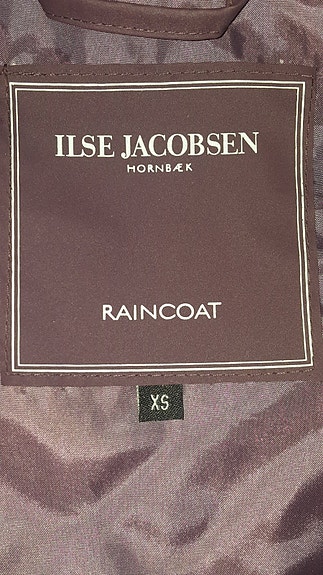 ILSE JACOBSEN
HORNBÆK
RAINCOAT
XS